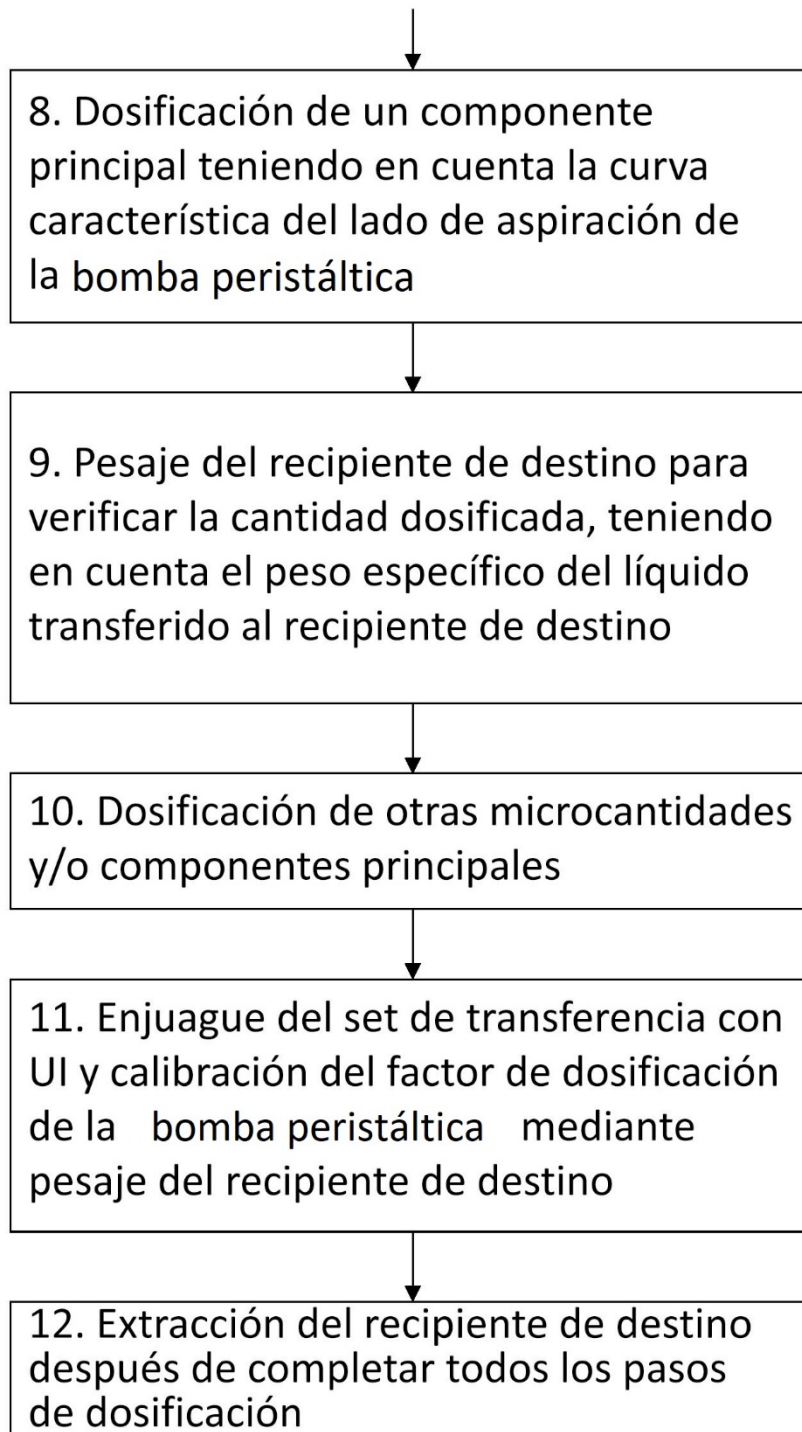 8. Dosificación de un componente
principal teniendo en cuenta la curva
característica del lado de aspiración de
la bomba peristáltica
9. Pesaje del recipiente de destino para
verificar la cantidad dosificada, teniendo
en cuenta el peso específico del líquido
transferido al recipiente de destino
10. Dosificación de otras microcantidades
y/o componentes principales
11. Enjuague del set de transferencia con
UI y calibración del factor de dosificación
de la bomba peristáltica mediante
pesaje del recipiente de destino
12. Extracción del recipiente de destino
después de completar todos los pasos
de dosificación